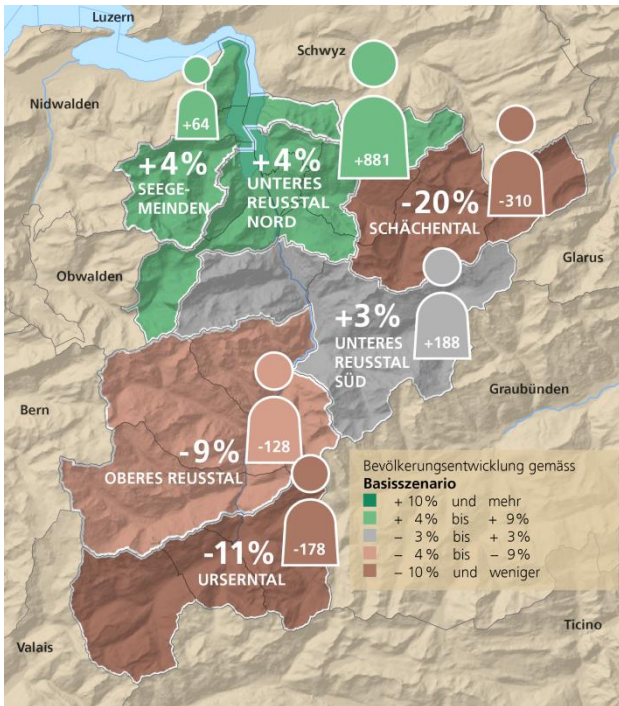 Luzern
Schwyz
Nidwalden
+64
+4%
SEEGE-
MEINDEN
+4%
UNTERES
REUSSTAL
NORD
+881
-20%
SCHÄCHENTAL
-310
Glarus
Obwalden
+3%
UNTERES
REUSSTAL
SÜD
+188
Graubünden
Bern
-9%
OBERES REUSSTAL
-128
-11%
URSERNTAL
-178
Bevölkerungsentwicklung gemäss
Basisszenario
+ 10 % und mehr
+ 4 % bis + 9 %
− 3 % bis + 3 %
− 4 % bis − 9 %
− 10 % und weniger
Valais
Ticino